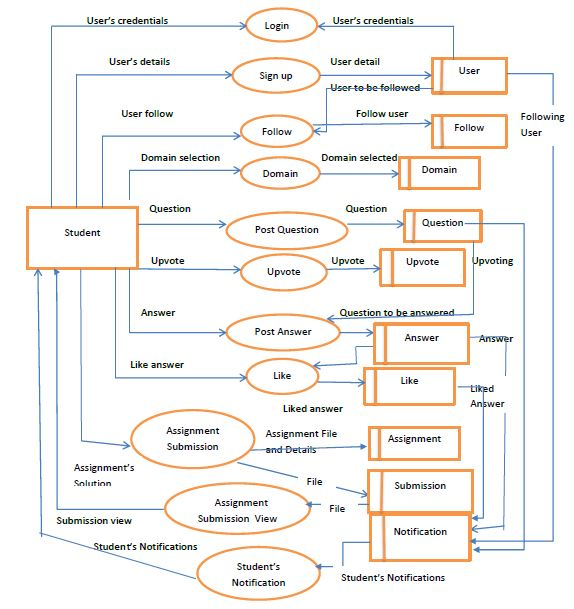 User's credentials
User's credentials
Login
User's details
User detail
User
Sign up
User to be followed
User follow
Follow user
Following
User
Follow
Follow
Domain selection
Domain selected
Domain
Domain
Question
Question
Question
Student
Post Question
Upvote
Upvote
Upvote
Upvoting
Upvote
Answer
Question to be answered
Post Answer
Answer
Answer
Like answer
Like
Like
Liked
Answer
Liked answer
Assignment
Submission
Assignment File
and Details
Assignment
Assignment's
Solution
File
Submission
Assignment
Submission View
File
Submission view
Notification
Student's Notifications
Student's
Notification
Student's Notifications